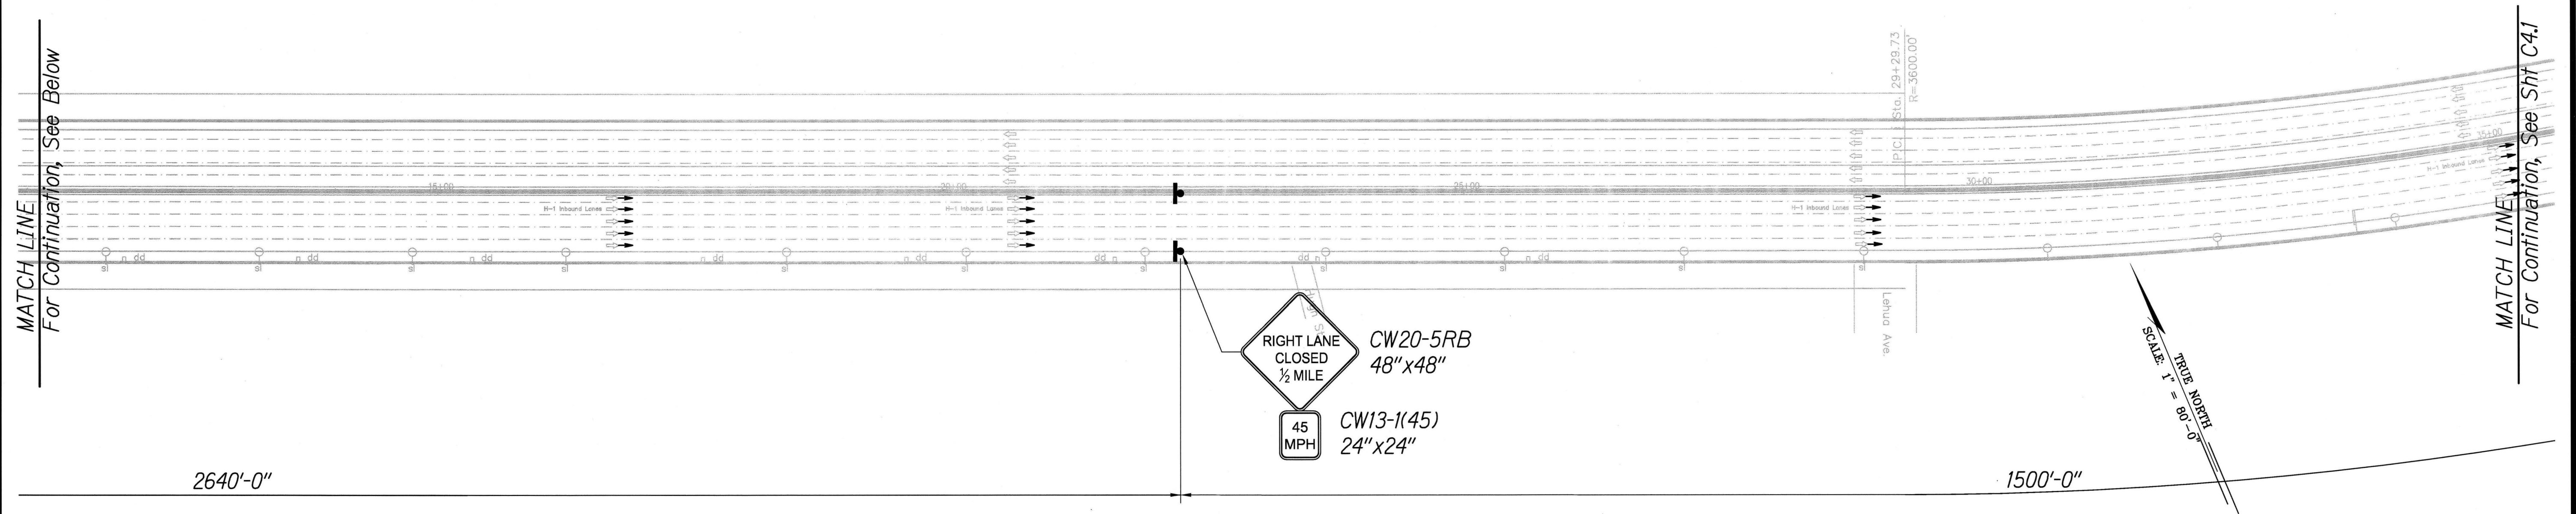 MATCH LINE
For Continuation, See Below
15+00
20+00
25+00
30+00
35+00
H-1 Inbound Lanes
H-1 Inbound Lanes
H-1 Inbound Lanes
H-1 Inbound Lanes
Sta. 29+29.73
R=3600.00'
Lehua Ave.
High St.
RIGHT LANE
CLOSED
½ MILE
CW20-5RB
48"x48"
45
MPH
CW13-1(45)
24"x24"
2640'-0"
1500'-0"
TRUE NORTH
SCALE: 1" = 80'-0"
MATCH LINE
For Continuation, See Sht C4.1